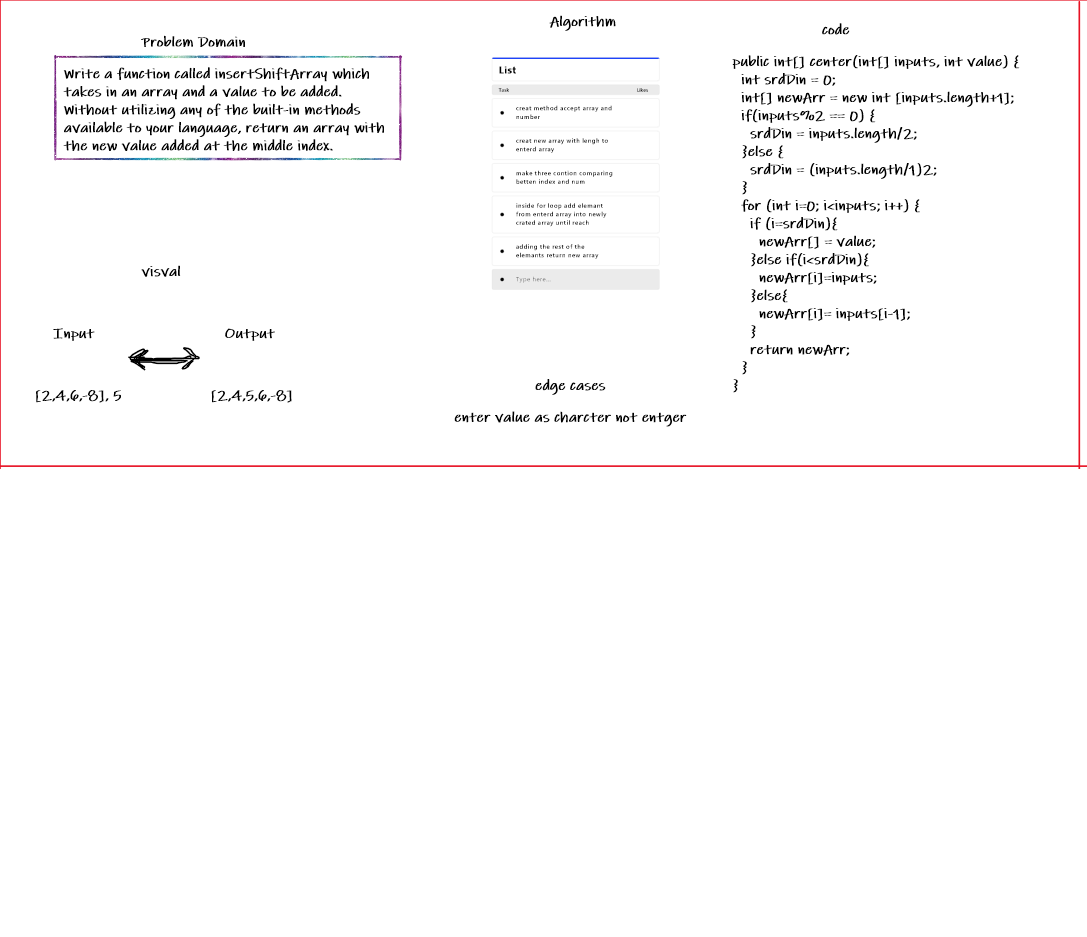 Problem Domain
Write a function called insertShiftArray which
takes in an array and a value to be added.
Without utilizing any of the built-in methods
available to your language, return an array with
the new value added at the middle index.
visval
Input
Output
[2,4,6,-8], 5
[2,4,5,6,-8]
Algorithm
List
Task
Likes
creat method accept array and
number
creat new array with lengh to
enterd array
make three contion comparing
betten index and num
inside for loop add elemant
from enterd array into newly
crated array until reach
adding the rest of the
elemants return new array
Type here...
edge cases
enter value as charcter not entger
code
public int[] center(int[] inputs, int value) {
int srdDin = 0;
int[] newArr = new int [inputs.length+1];
if(inputs%2 == 0) {
srdDin = inputs.length/2;
}else {
srdDin = (inputs.length/1)2;
}
for (int i=0; i<inputs; i++) {
if (i=srdDin){
newArr[] = value;
}else if(i<srdDin){
newArr[i]=inputs;
}else{
newArr[i]= inputs[i-1];
}
return newArr;
}
}